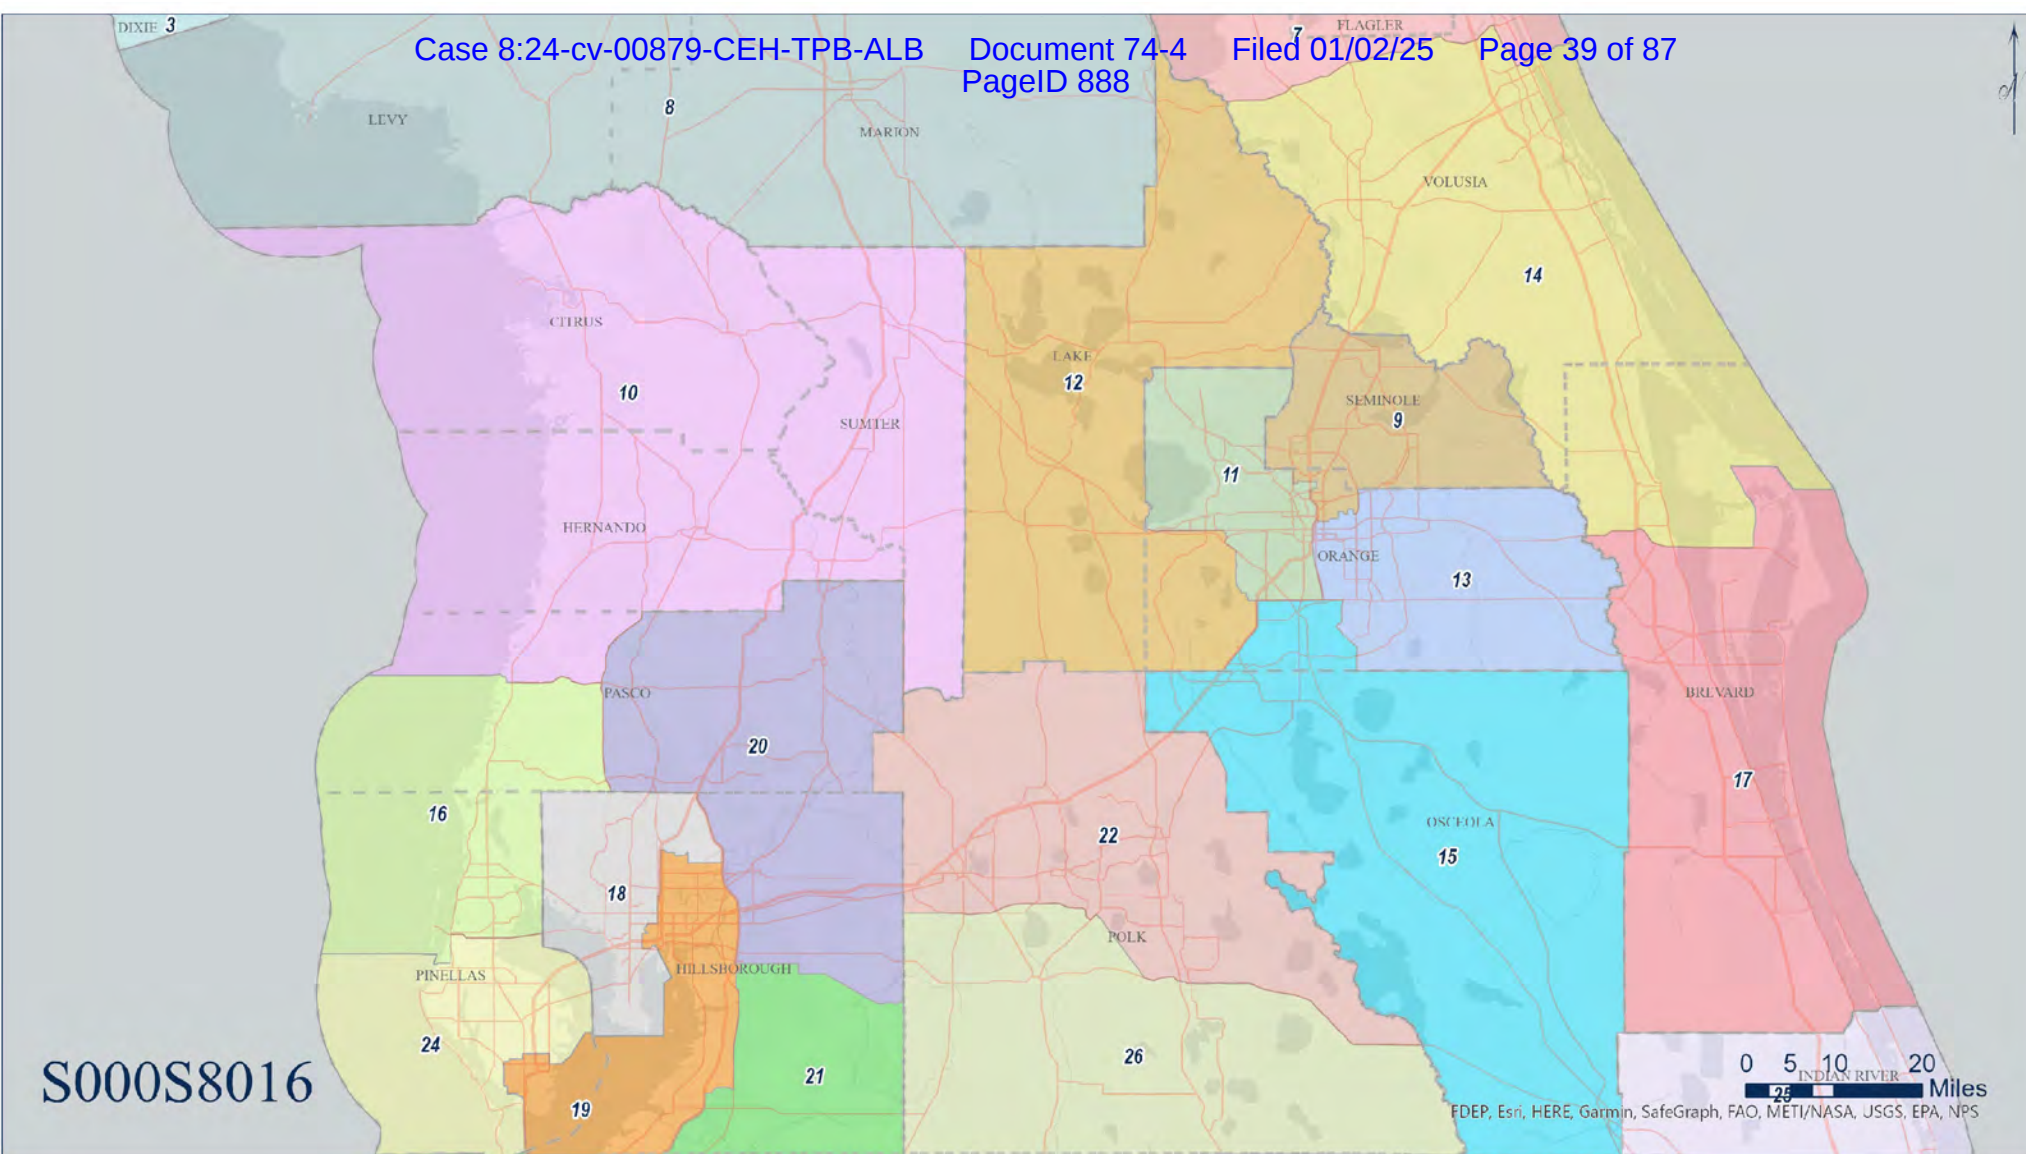 DIXIE 3
7
FLAGLER
Case 8:24-cv-00879-CEH-TPB-ALB Document 74-4 Filed 01/02/25 Page 39 of 87
PageID 888
8
LEVY
MARION
VOLUSIA
14
CITRUS
10
LAKE
12
SEMINOLE
9
SUMTER
11
HERNANDO
ORANGE
13
PASCO
BREVARD
20
17
16
22
OSCEOLA
15
18
POLK
HILLSBOROUGH
PINELLAS
24
26
21
19
S000S8016
0 5 10 20
Miles
INDIAN RIVER
25
FDEP, Esri, HERE, Garmin, SafeGraph, FAO, METI/NASA, USGS, EPA, NPS